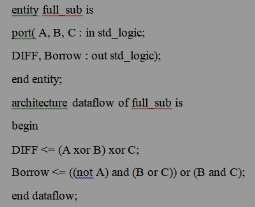 entity full_sub is
port( A, B, C : in std_logic;
DIFF, Borrow : out std_logic);
end entity;
architecture dataflow of full_sub is
begin
DIFF <= (A xor B) xor C;
Borrow <= ((not A) and (B or C)) or (B and C);
end dataflow;